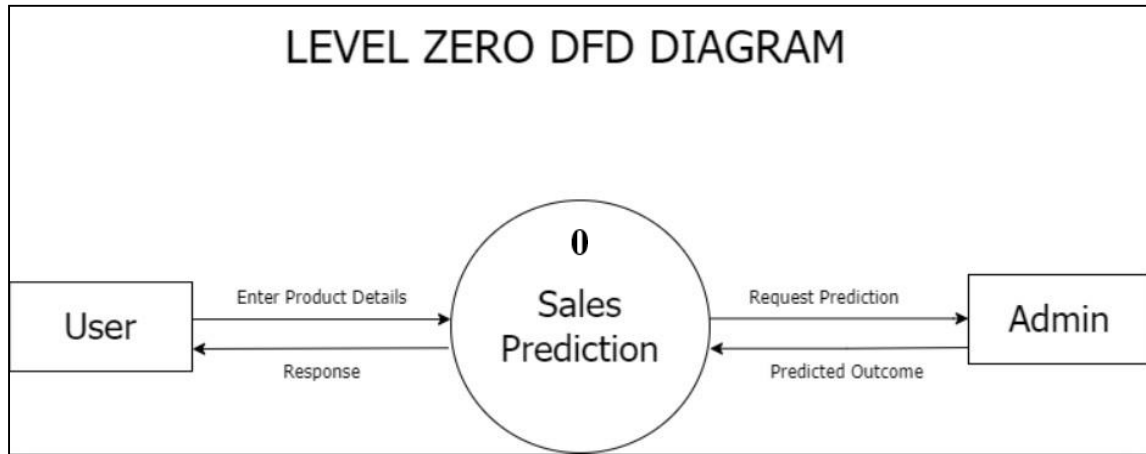 LEVEL ZERO DFD DIAGRAM
0
Sales
Prediction
User
Enter Product Details
Response
Request Prediction
Predicted Outcome
Admin